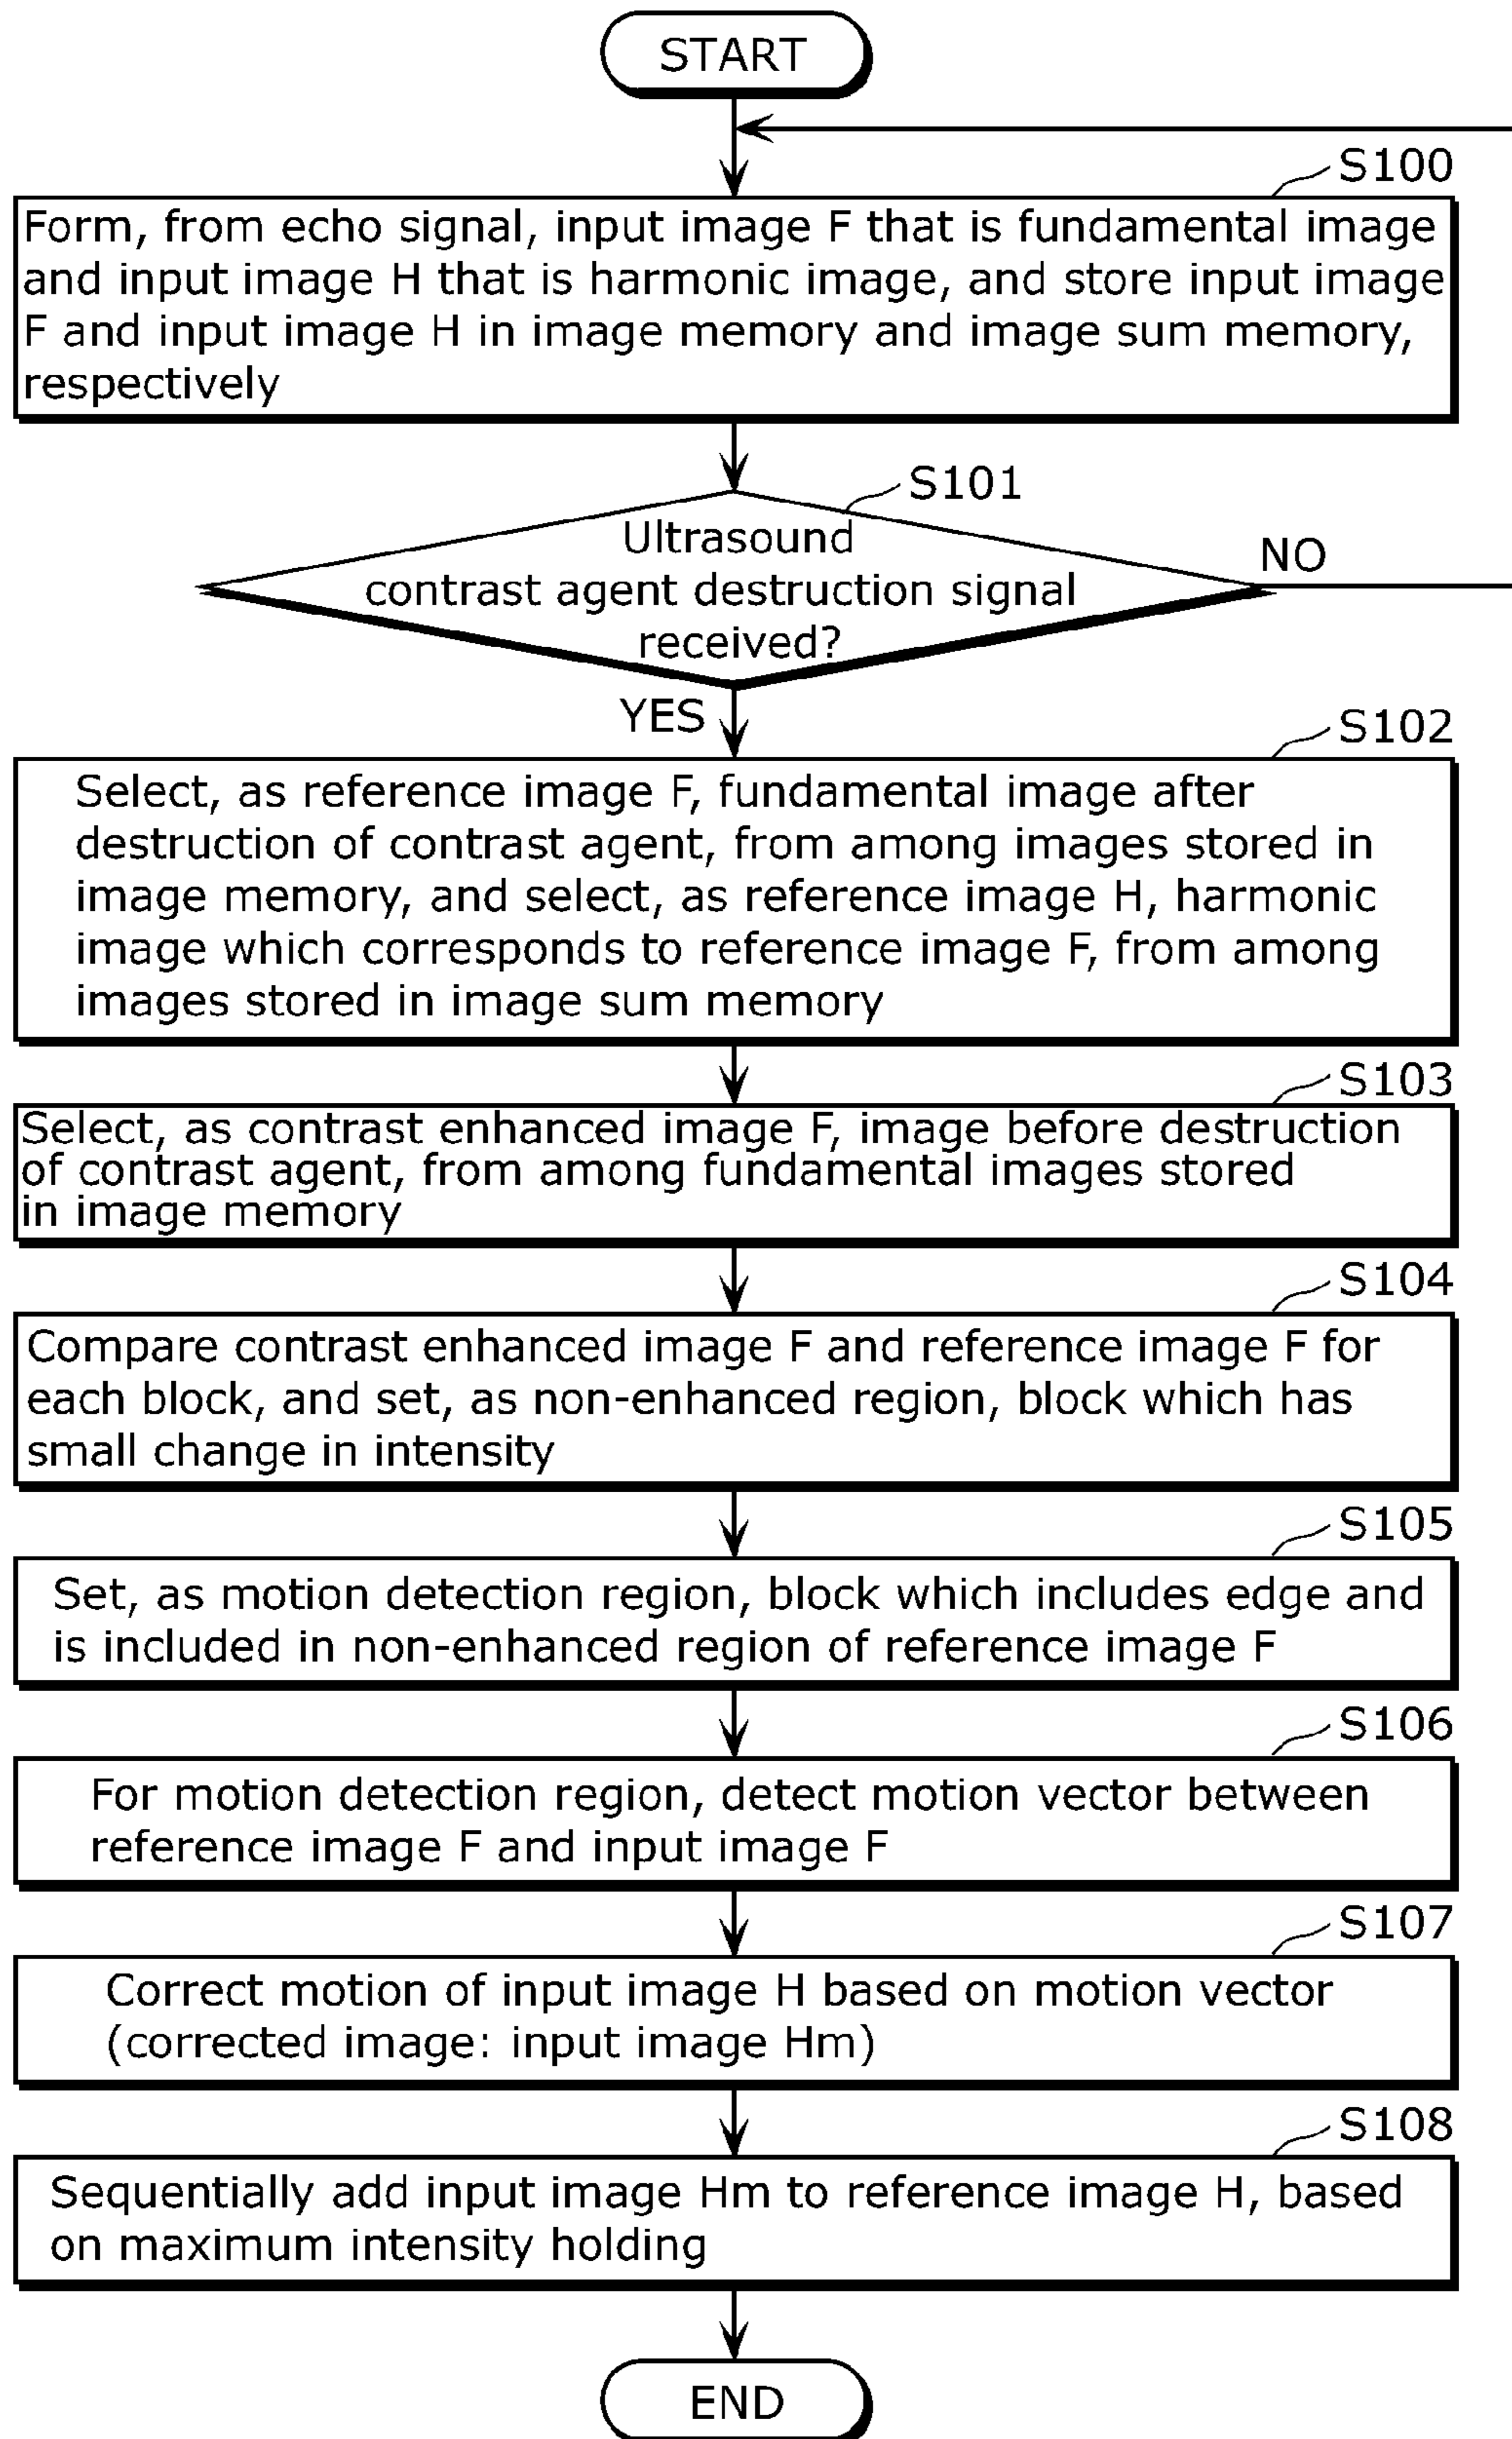 START
S100
Form, from echo signal, input image F that is fundamental image
and input image H that is harmonic image, and store input image
F and input image H in image memory and image sum memory,
respectively
S101
Ultrasound
contrast agent destruction signal
received?
NO
YES
S102
Select, as reference image F, fundamental image after
destruction of contrast agent, from among images stored in
image memory, and select, as reference image H, harmonic
image which corresponds to reference image F, from among
images stored in image sum memory
S103
Select, as contrast enhanced image F, image before destruction
of contrast agent, from among fundamental images stored
in image memory
S104
Compare contrast enhanced image F and reference image F for
each block, and set, as non-enhanced region, block which has
small change in intensity
S105
Set, as motion detection region, block which includes edge and
is included in non-enhanced region of reference image F
S106
For motion detection region, detect motion vector between
reference image F and input image F
S107
Correct motion of input image H based on motion vector
(corrected image: input image Hm)
S108
Sequentially add input image Hm to reference image H, based
on maximum intensity holding
END